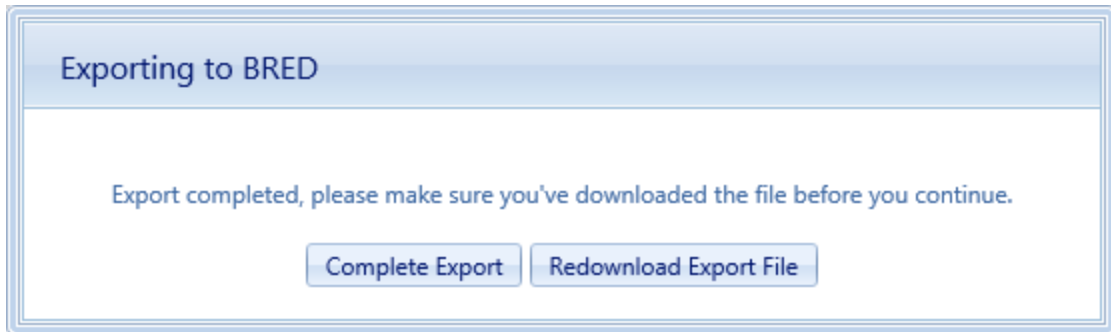 Exporting to BRED
Export completed, please make sure you've downloaded the file before you continue.
Complete Export Redownload Export File